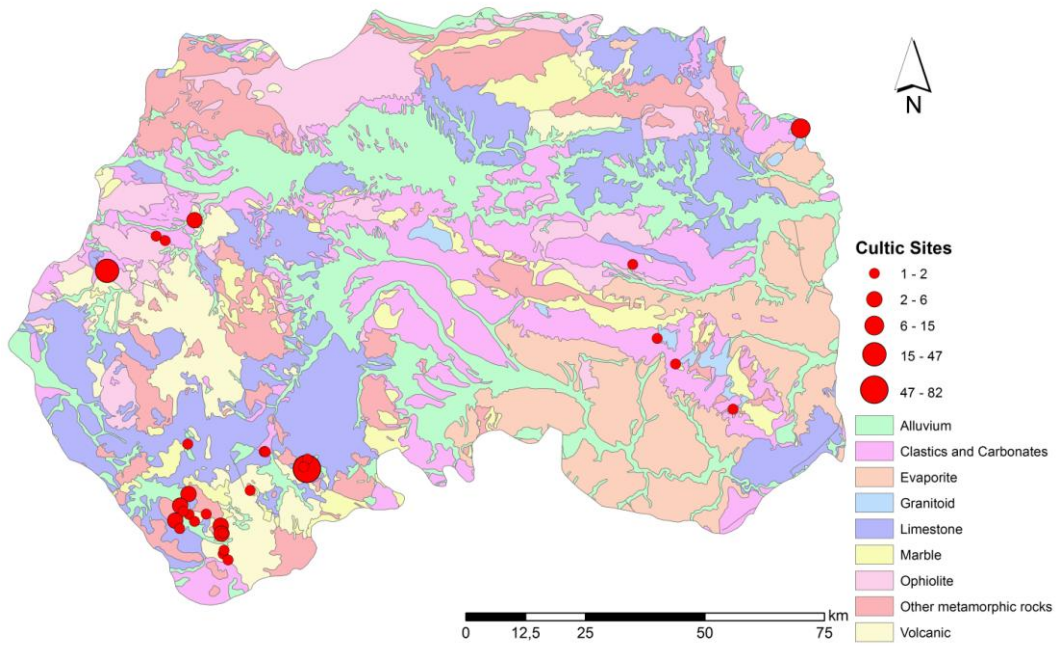 N
Cultic Sites
1 - 2
2 - 6
6 - 15
15 - 47
47 - 82
Alluvium
Clastics and Carbonates
Evaporite
Granitoid
Limestone
Marble
Ophiolite
Other metamorphic rocks
Volcanic
km
0 12,5 25 50 75